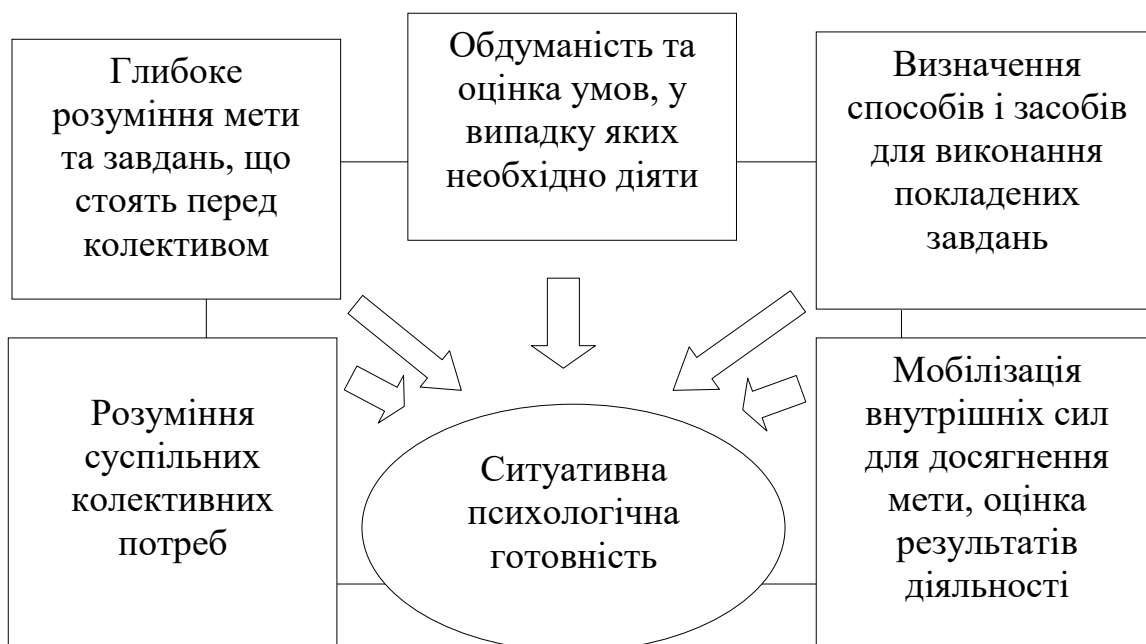 Глибоке
розуміння мети
та завдань, що
стоять перед
колективом
Обдуманість та
оцінка умов, у
випадку яких
необхідно діяти
Визначення
способів і засобів
для виконання
покладених
завдань
Розуміння
суспільних
колективних
потреб
Ситуативна
психологічна
готовність
Мобілізація
внутрішніх сил
для досягнення
мети, оцінка
результатів
діяльності